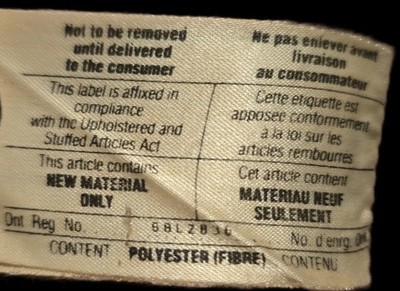 Not to be removed
until delivered
to the consumer
Ne pas enlever avant
livraison
au consommateur
This label is affixed in
compliance
with the Upholstered and
Stuffed Articles Act
Cette etiquette est
apposee conformement
a la loi sur les
articles rembourres
This article contains
NEW MATERIAL
ONLY
Cet article contient
MATERIAU NEUF
SEULEMENT
Ont Reg No. 68L2836 No. d'enrg. Ont
CONTENT POLYESTER (FIBRE) CONTENU